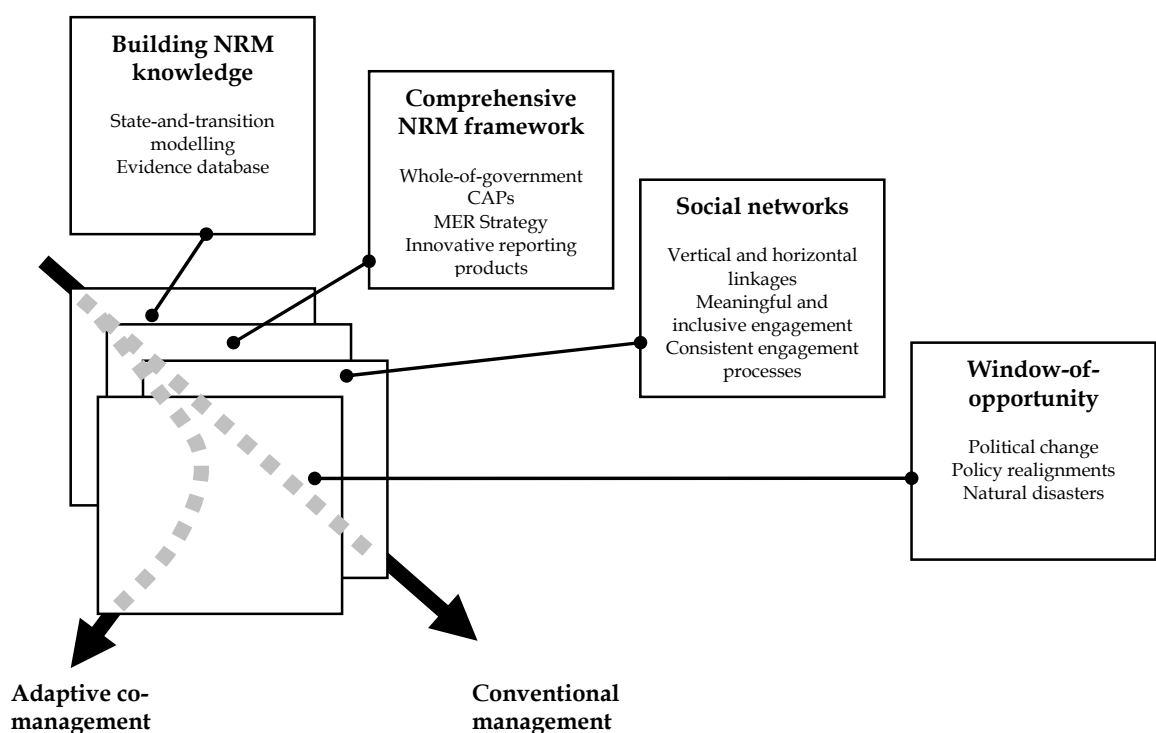 Building NRM
knowledge
State-and-transition
modelling
Evidence database
Comprehensive
NRM framework
Whole-of-government
CAPs
MER Strategy
Innovative reporting
products
Social networks
Vertical and horizontal
linkages
Meaningful and
inclusive engagement
Consistent engagement
processes
Window-of-
opportunity
Political change
Policy realignments
Natural disasters
Adaptive co-
management
Conventional
management